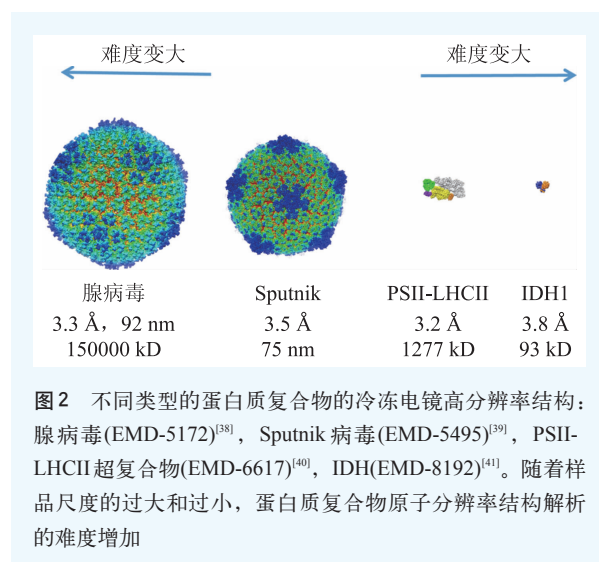 难度变大 难度变大
腺病毒 Sputnik PSII-LHCII IDH1
3.3 Å，92 nm 3.5 Å 3.2 Å 3.8 Å
150000 kD 75 nm 1277 kD 93 kD
图2 不同类型的蛋白质复合物的冷冻电镜高分辨率结构：
腺病毒(EMD-5172)[38]，Sputnik 病毒(EMD-5495)[39]，PSII-
LHCII超复合物(EMD-6617)[40]，IDH(EMD-8192)[41]。随着样
品尺度的过大和过小，蛋白质复合物原子分辨率结构解析
的难度增加